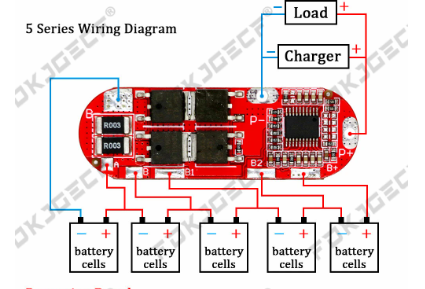 5 Series Wiring Diagram
Load
+
−
Charger
+
−
B-
R003
R003
P-
P+
B
B1
B2
B+
− +
battery
cells
− +
battery
cells
− +
battery
cells
− +
battery
cells
− +
battery
cells